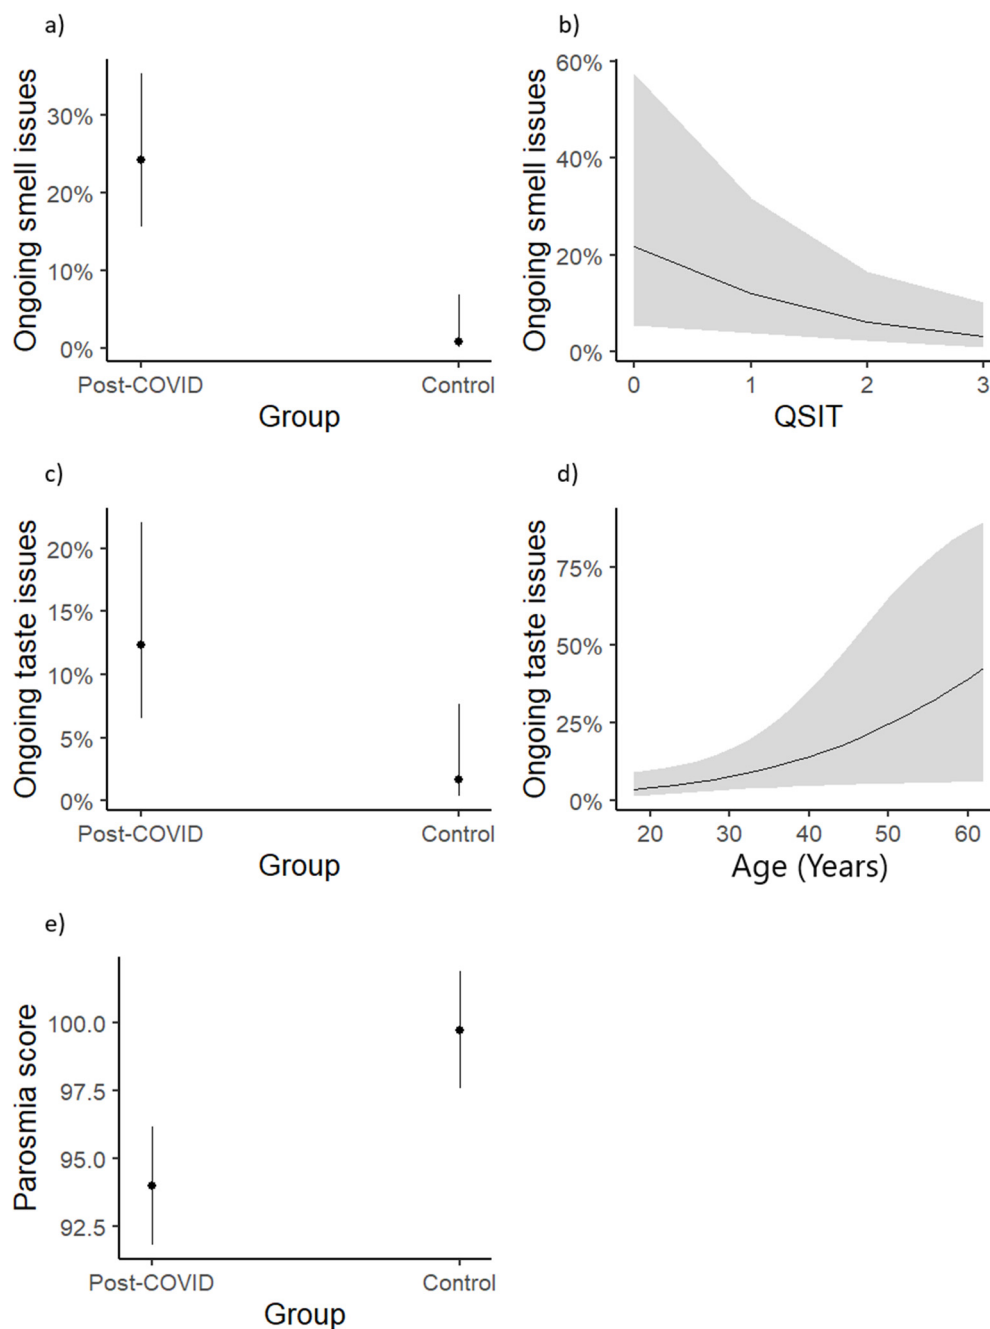 a)
Ongoing smell issues
30%
20%
10%
0%
Post-COVID
Control
Group
b)
Ongoing smell issues
60%
40%
20%
0%
0
1
2
3
QSIT
c)
Ongoing taste issues
20%
15%
10%
5%
0%
Post-COVID
Control
Group
d)
Ongoing taste issues
75%
50%
25%
0%
20
30
40
50
60
Age (Years)
e)
Parosmia score
100.0
97.5
95.0
92.5
Post-COVID
Control
Group